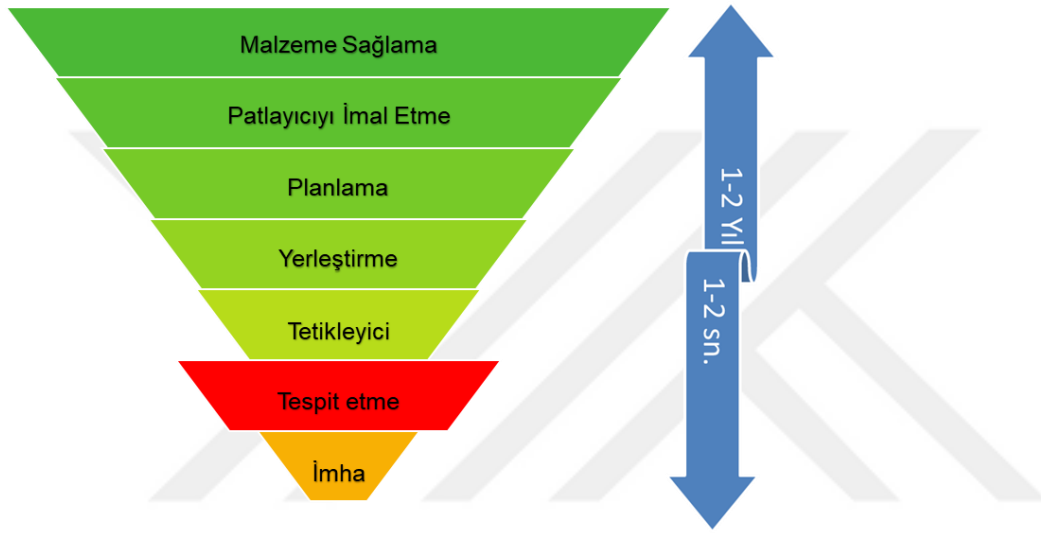 Malzeme Sağlama
Patlayıcıyı İmal Etme
Planlama
Yerleştirme
Tetikleyici
Tespit etme
İmha
1-2 Yıl
1-2 sn.